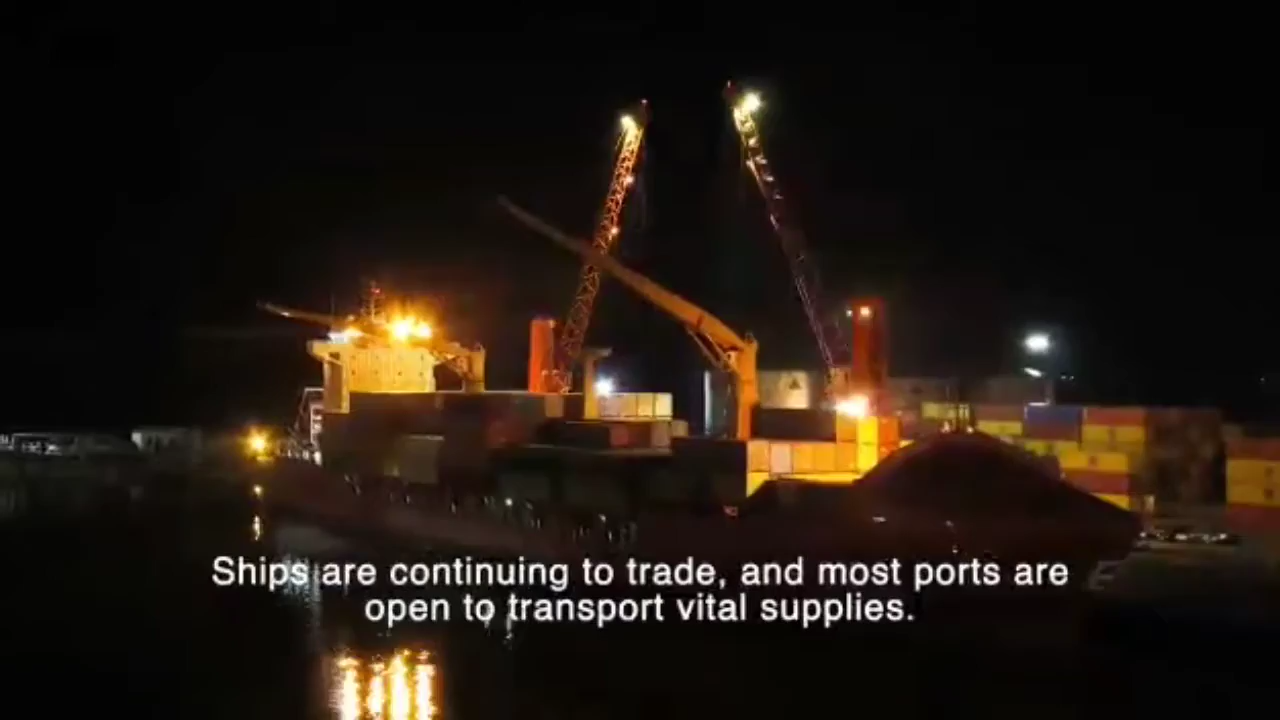 Ships are continuing to trade, and most ports are
open to transport vital supplies.